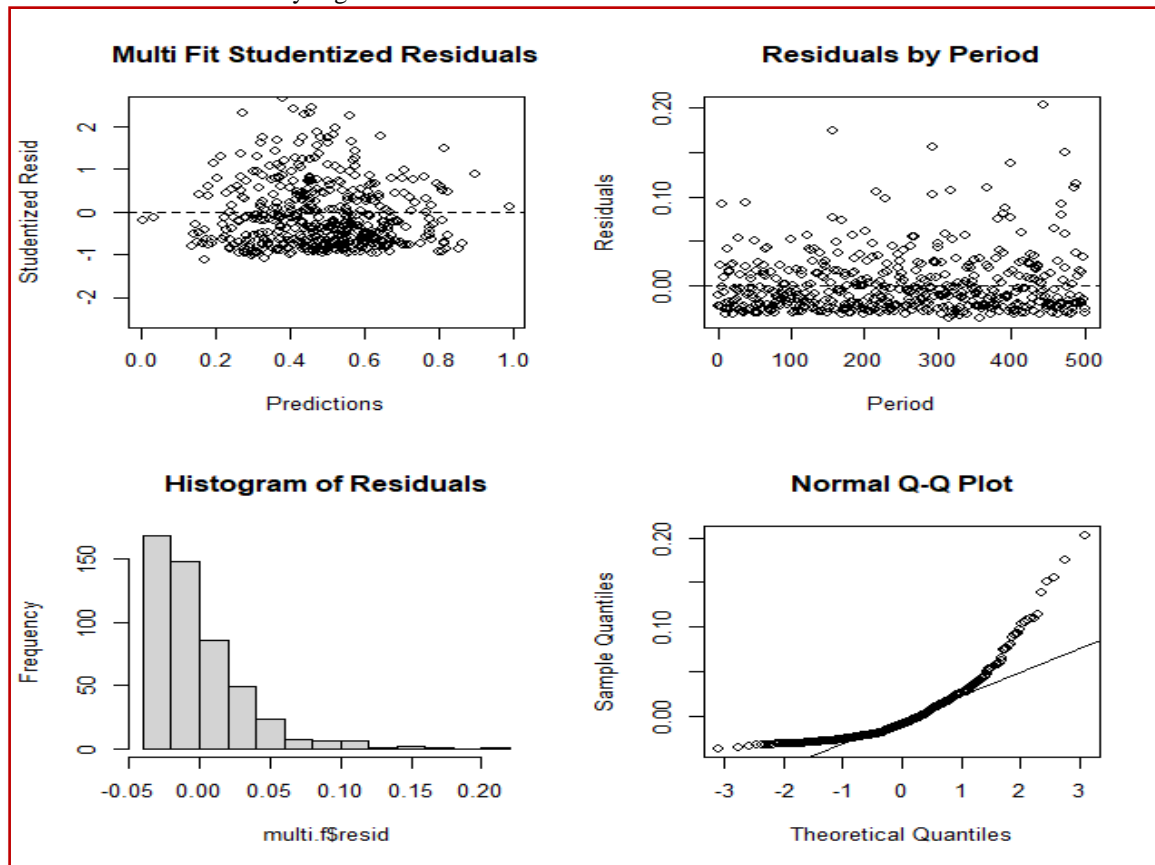 Multi Fit Studentized Residuals
Studentized Resid
2
1
0
-1
-2
0.0 0.2 0.4 0.6 0.8 1.0
Predictions
Residuals by Period
Residuals
0.20
0.10
0.00
0 100 200 300 400 500
Period
Histogram of Residuals
Frequency
150
100
50
0
-0.05 0.00 0.05 0.10 0.15 0.20
multi.f$resid
Normal Q-Q Plot
Sample Quantiles
0.20
0.10
0.00
-3 -2 -1 0 1 2 3
Theoretical Quantiles